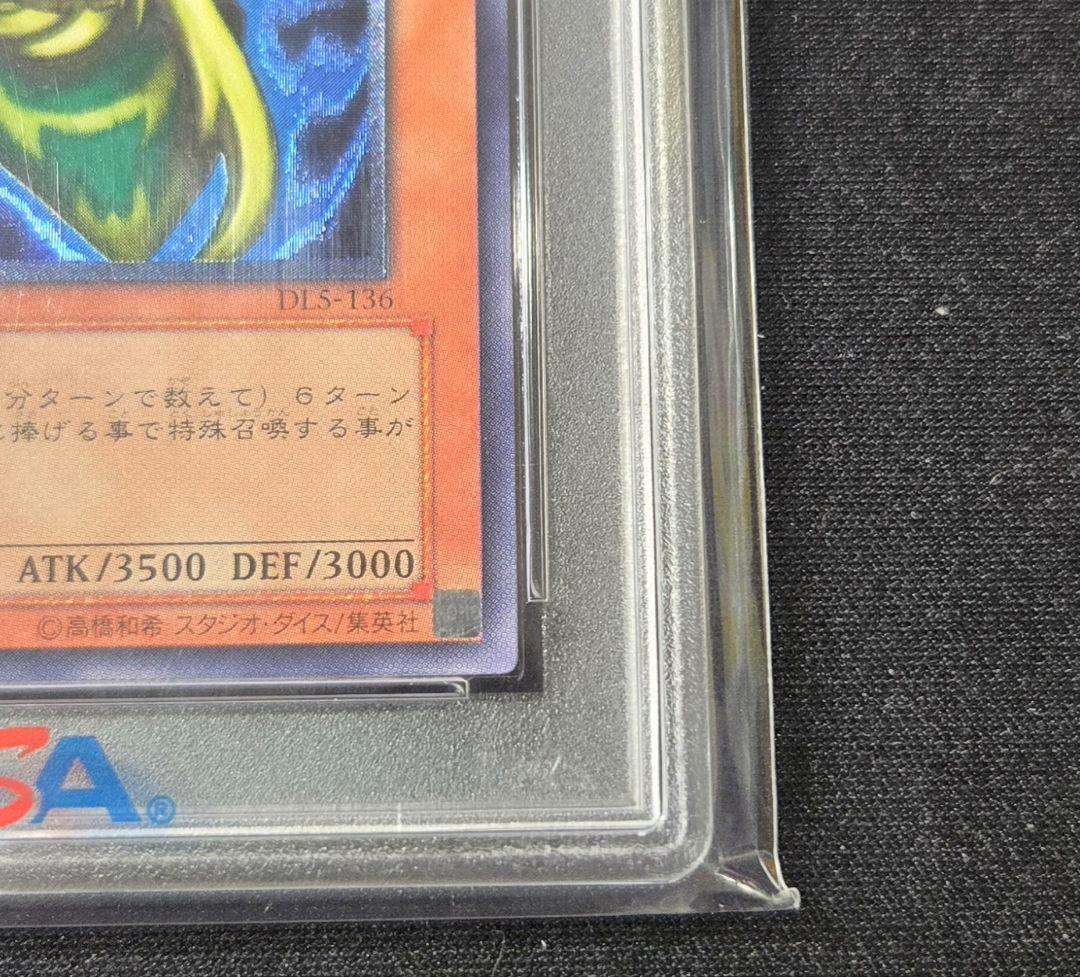 DL5-136
分ターンで数えて）６ターン
に捧げる事で特殊召喚する事が
ATK/3500 DEF/3000
©高橋和希 スタジオ・ダイス/集英社
SA®